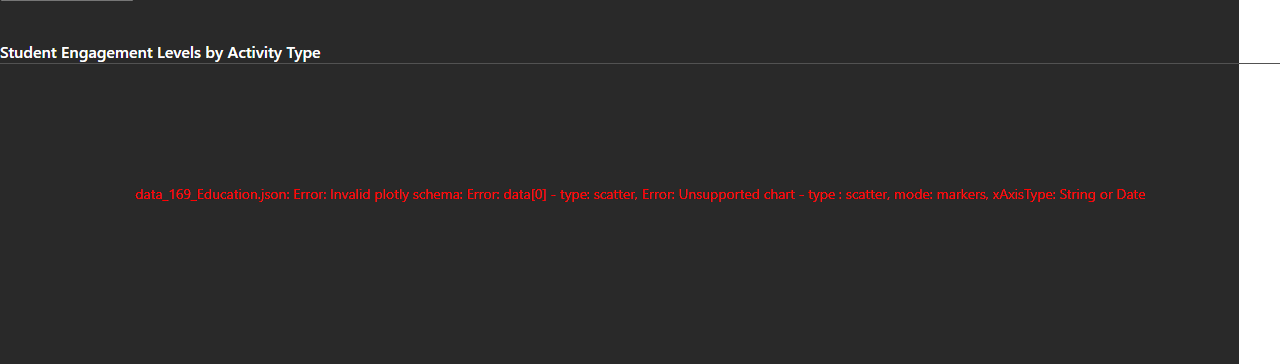 Student Engagement Levels by Activity Type
data_169_Education.json: Error: Invalid plotly schema: Error: data[0] - type: scatter, Error: Unsupported chart - type : scatter, mode: markers, xAxisType: String or Date